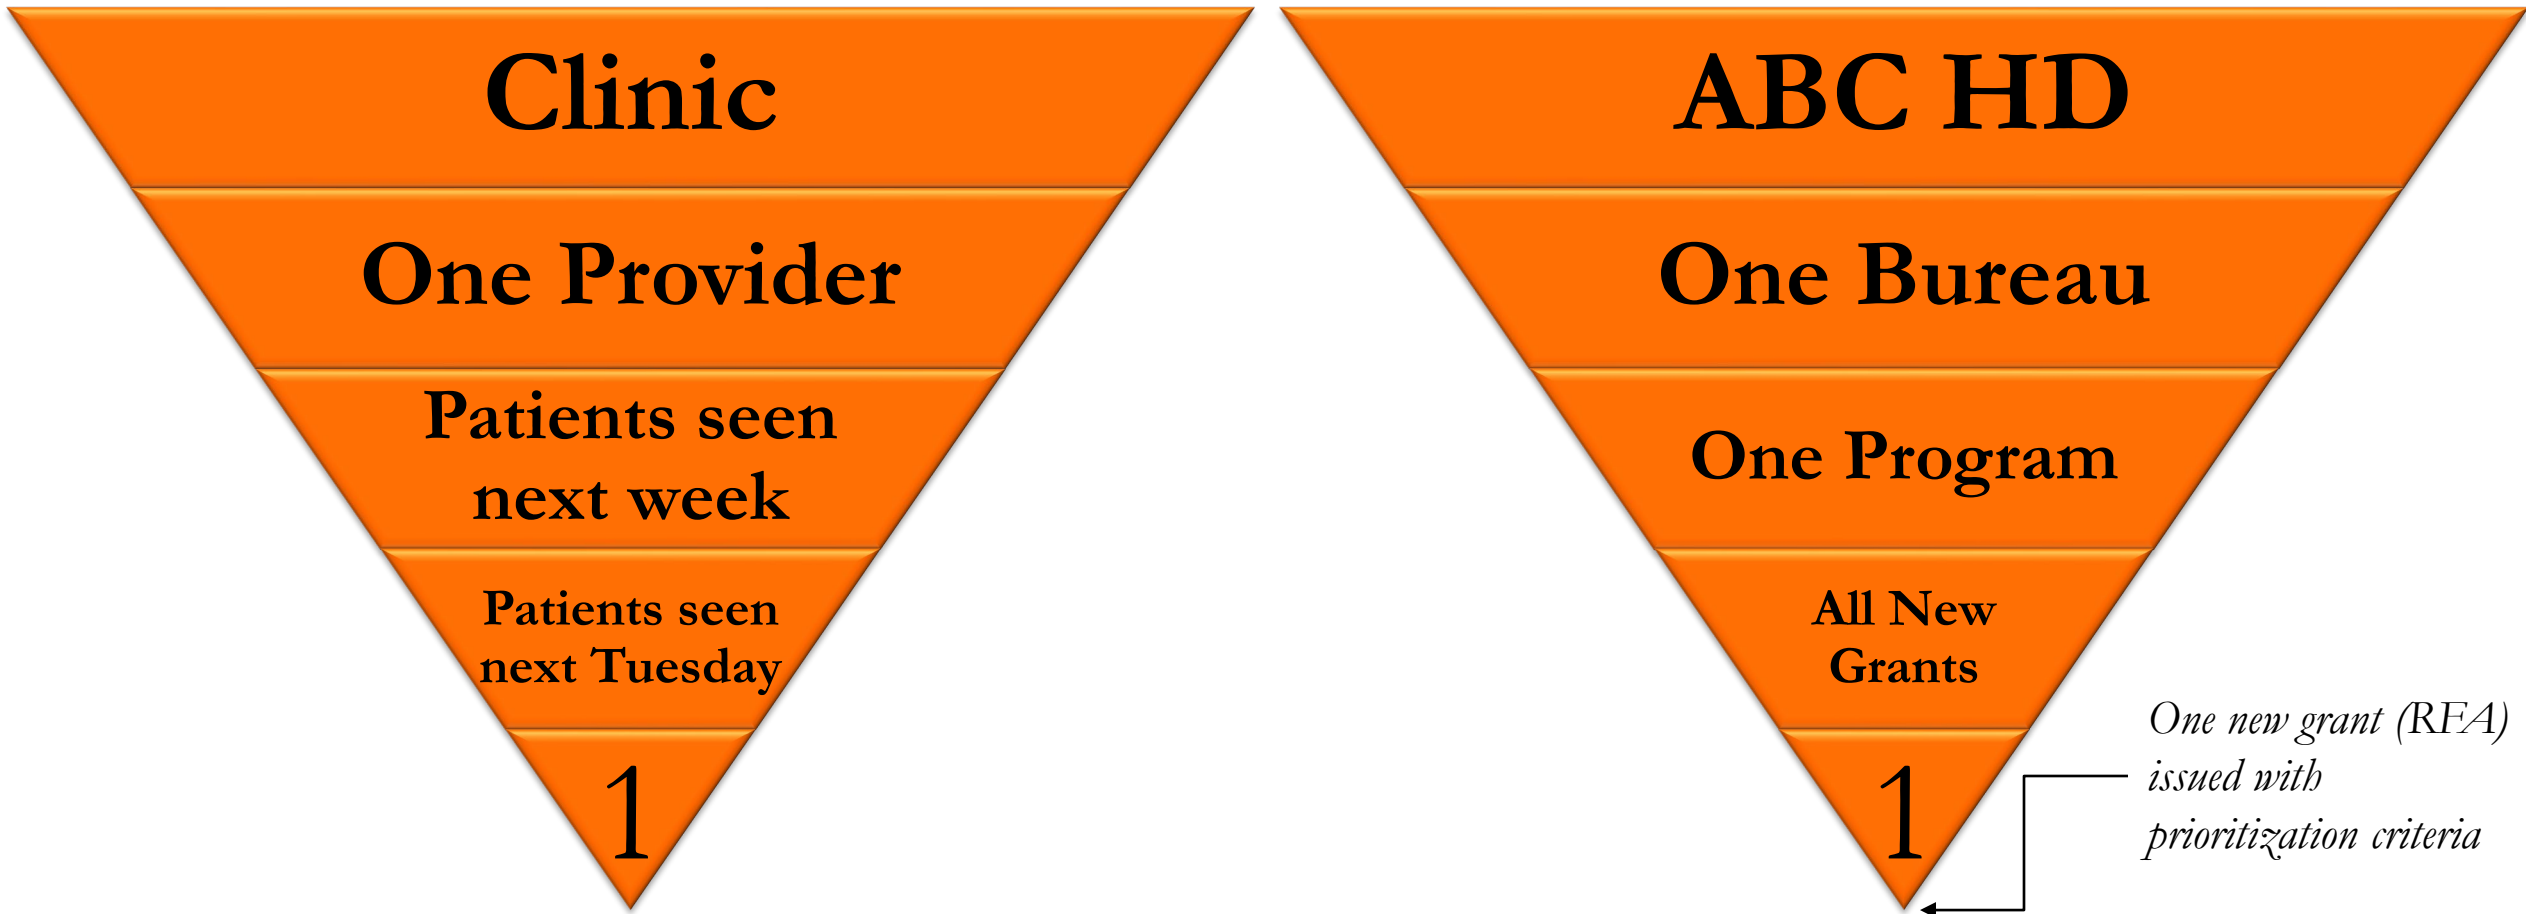 Clinic
One Provider
Patients seen
next week
Patients seen
next Tuesday
1
ABC HD
One Bureau
One Program
All New
Grants
1
One new grant (RFA)
issued with
prioritization criteria